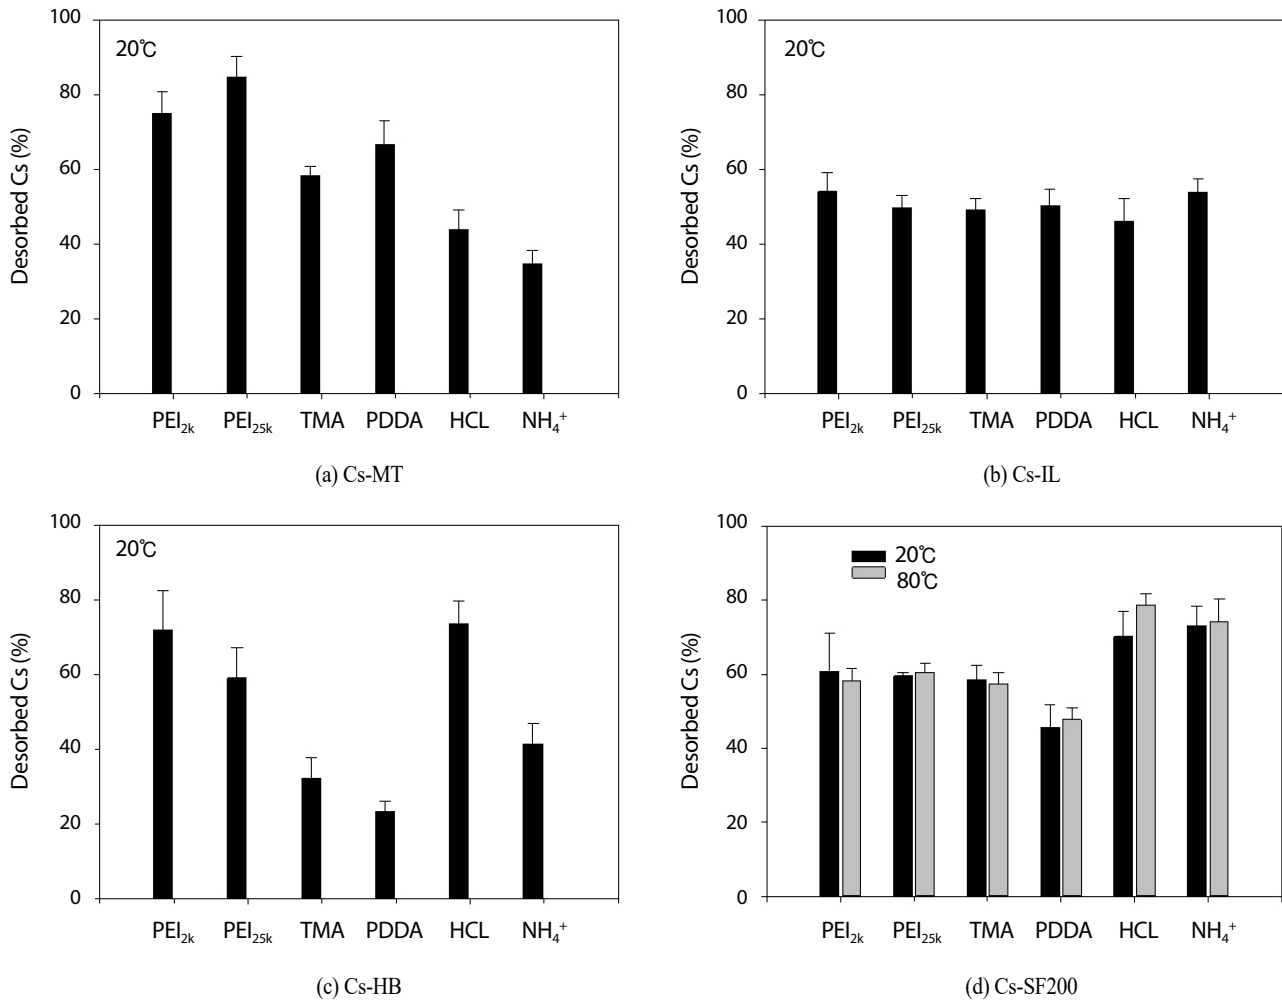 100
80
60
40
20
0
Desorbed Cs (%)
20℃
PEI2k PEI25k TMA PDDA HCL NH4+
(a) Cs-MT
100
80
60
40
20
0
Desorbed Cs (%)
20℃
PEI2k PEI25k TMA PDDA HCL NH4+
(b) Cs-IL
100
80
60
40
20
0
Desorbed Cs (%)
20℃
PEI2k PEI25k TMA PDDA HCL NH4+
(c) Cs-HB
100
80
60
40
20
0
Desorbed Cs (%)
20℃
80℃
PEI2k PEI25k TMA PDDA HCL NH4+
(d) Cs-SF200